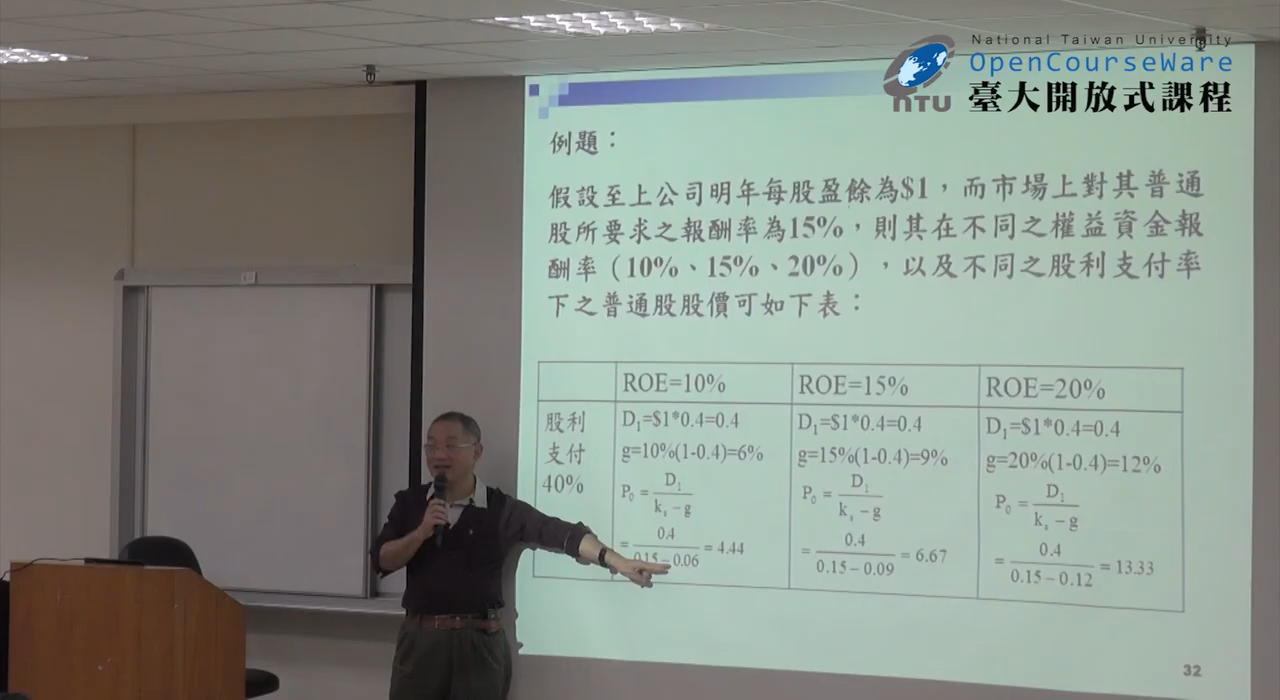 National Taiwan University
OpenCourseWare
NTU 臺大開放式課程
例題：
假設至上公司明年每股盈餘為$1，而市場上對其普通
股所要求之報酬率為15%，則其在不同之權益資金報
酬率（10%、15%、20%），以及不同之股利支付率
下之普通股股價可如下表：
ROE=10% ROE=15% ROE=20%
股利
支付
40%
D₁=$1*0.4=0.4
g=10%(1-0.4)=6%
P₀ = D₁ / (kₛ - g)
= 0.4 / (0.15 - 0.06) = 4.44
D₁=$1*0.4=0.4
g=15%(1-0.4)=9%
P₀ = D₁ / (kₛ - g)
= 0.4 / (0.15 - 0.09) = 6.67
D₁=$1*0.4=0.4
g=20%(1-0.4)=12%
P₀ = D₁ / (kₛ - g)
= 0.4 / (0.15 - 0.12) = 13.33
32